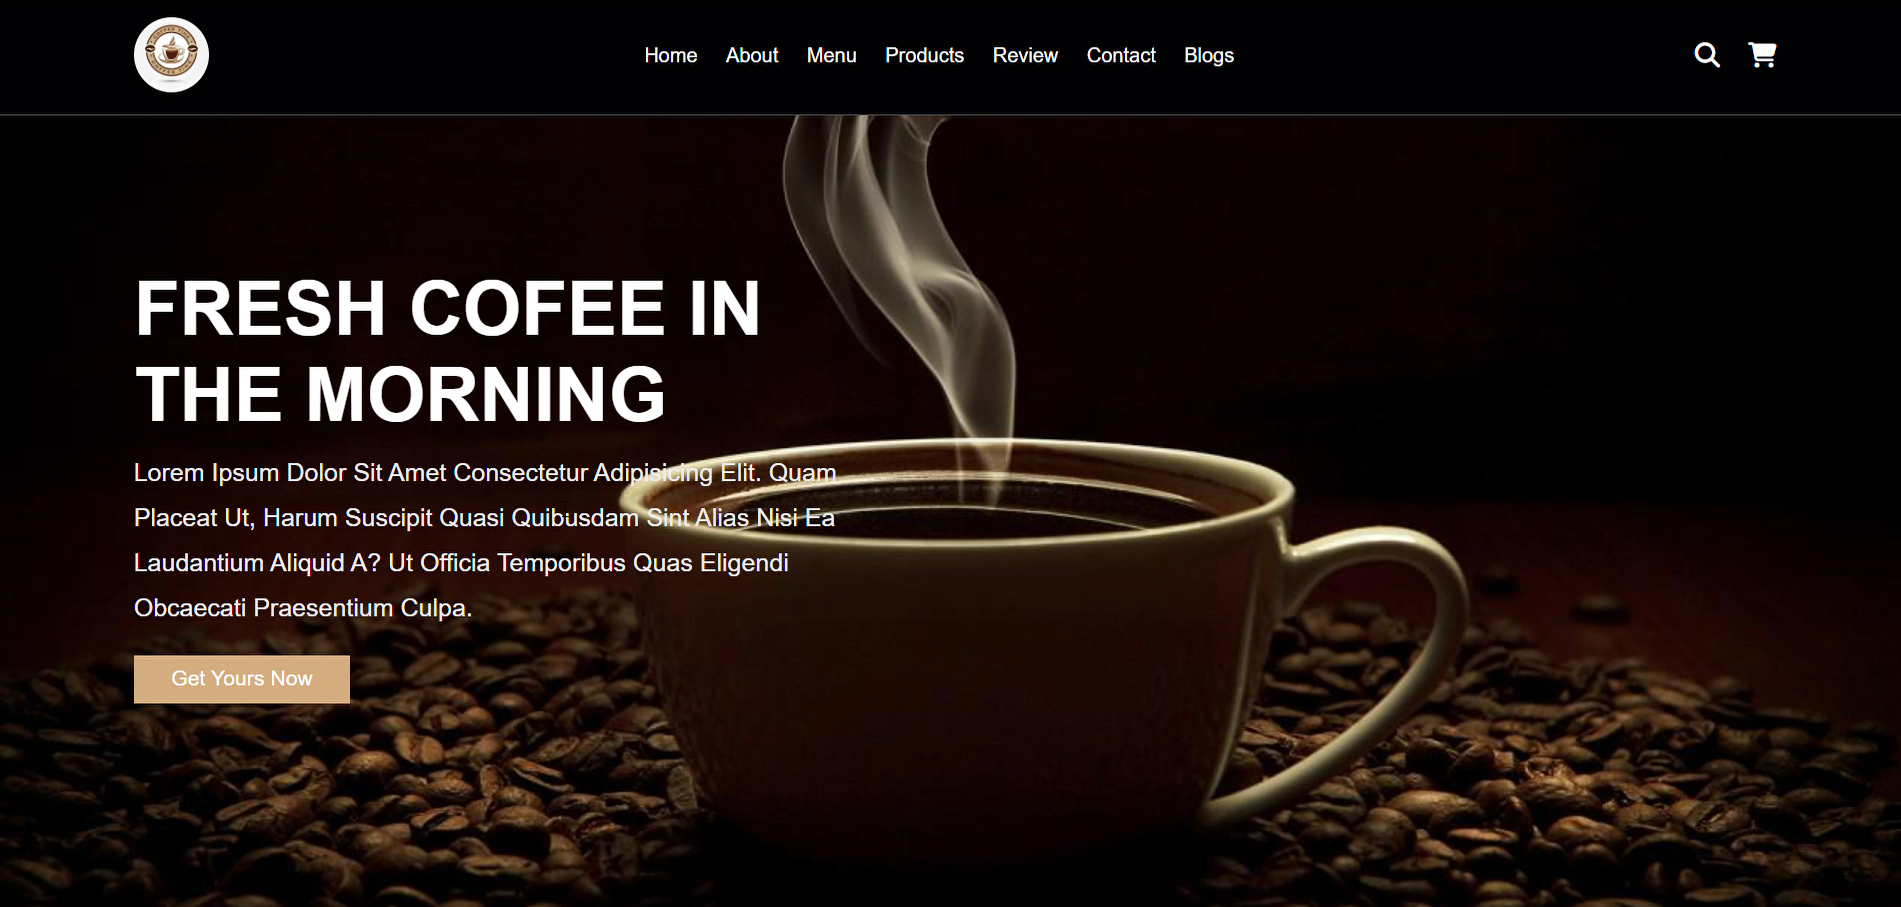 Home About Menu Products Review Contact Blogs
FRESH COFEE IN
THE MORNING
Lorem Ipsum Dolor Sit Amet Consectetur Adipisicing Elit. Quam
Placeat Ut, Harum Suscipit Quasi Quibusdam Sint Alias Nisi Ea
Laudantium Aliquid A? Ut Officia Temporibus Quas Eligendi
Obcaecati Praesentium Culpa.
Get Yours Now